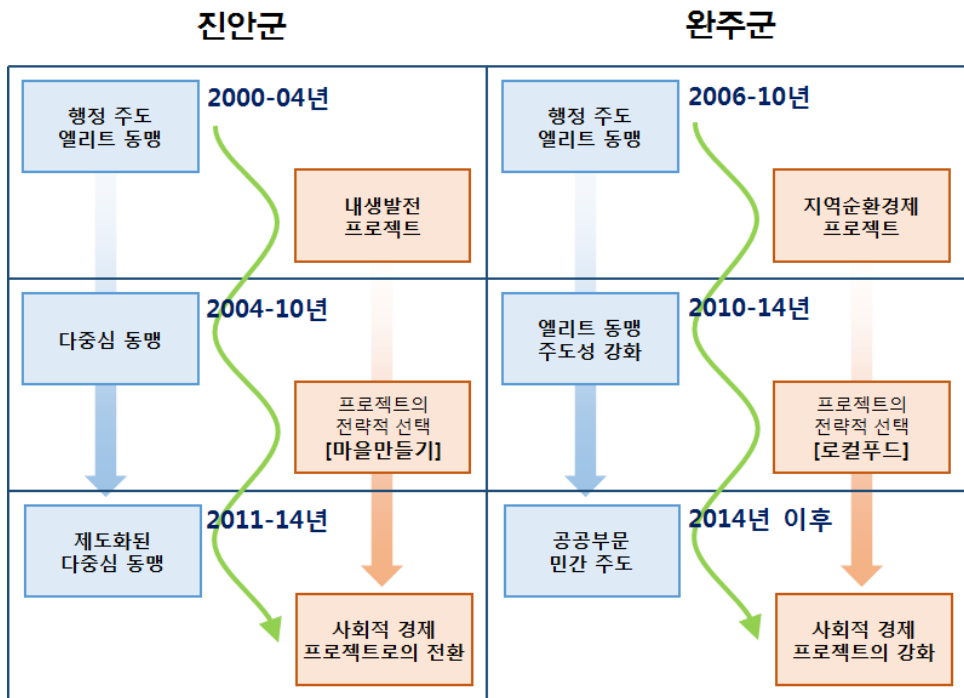 진안군
완주군
행정 주도
엘리트 동맹
2000-04년
내생발전
프로젝트
다중심 동맹
2004-10년
프로젝트의
전략적 선택
[마을만들기]
제도화된
다중심 동맹
2011-14년
사회적 경제
프로젝트로의 전환
행정 주도
엘리트 동맹
2006-10년
지역순환경제
프로젝트
엘리트 동맹
주도성 강화
2010-14년
프로젝트의
전략적 선택
[로컬푸드]
공공부문
민간 주도
2014년 이후
사회적 경제
프로젝트의 강화